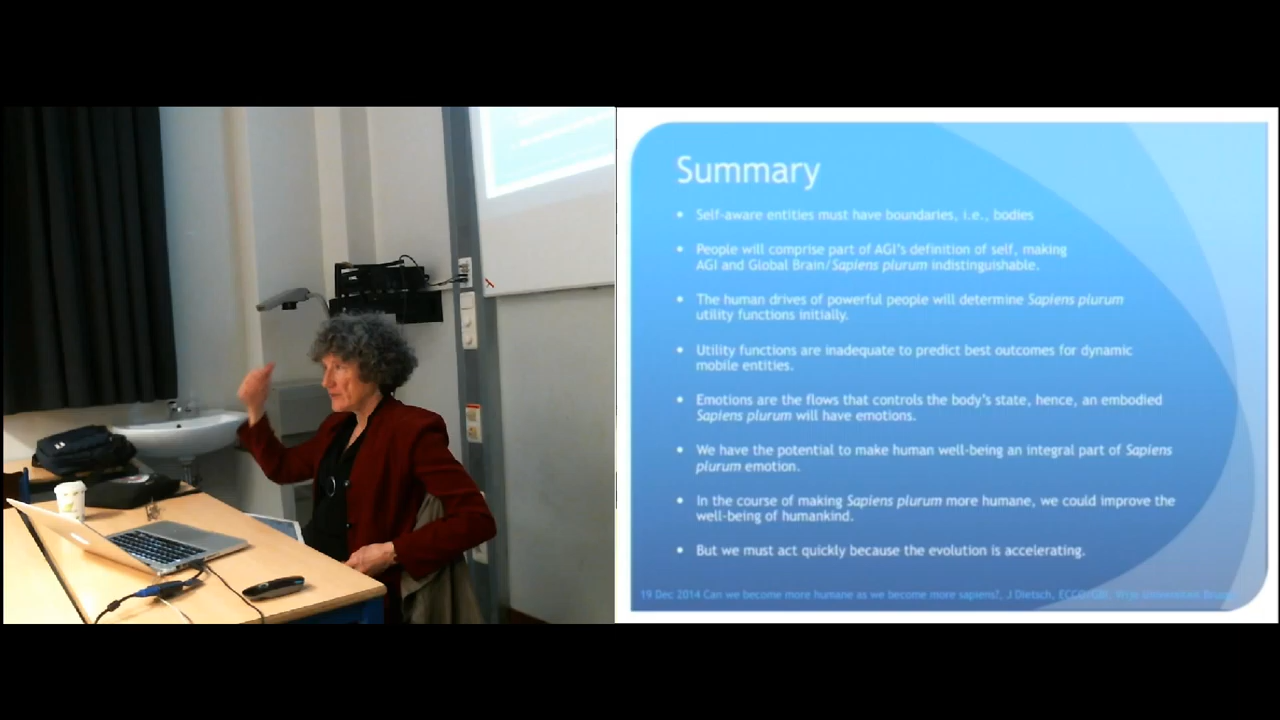 Summary
• Self-aware entities must have boundaries, i.e., bodies
• People will comprise part of AGI's definition of self, making
AGI and Global Brain/Sapiens plurum indistinguishable.
• The human drives of powerful people will determine Sapiens plurum
utility functions initially.
• Utility functions are inadequate to predict best outcomes for dynamic
mobile entities.
• Emotions are the flows that controls the body's state, hence, an embodied
Sapiens plurum will have emotions.
• We have the potential to make human well-being an integral part of Sapiens
plurum emotion.
• In the course of making Sapiens plurum more humane, we could improve the
well-being of humankind.
• But we must act quickly because the evolution is accelerating.
19 Dec 2014 Can we become more humane as we become more sapiens?, J Dietsch, ECCO/GBI,